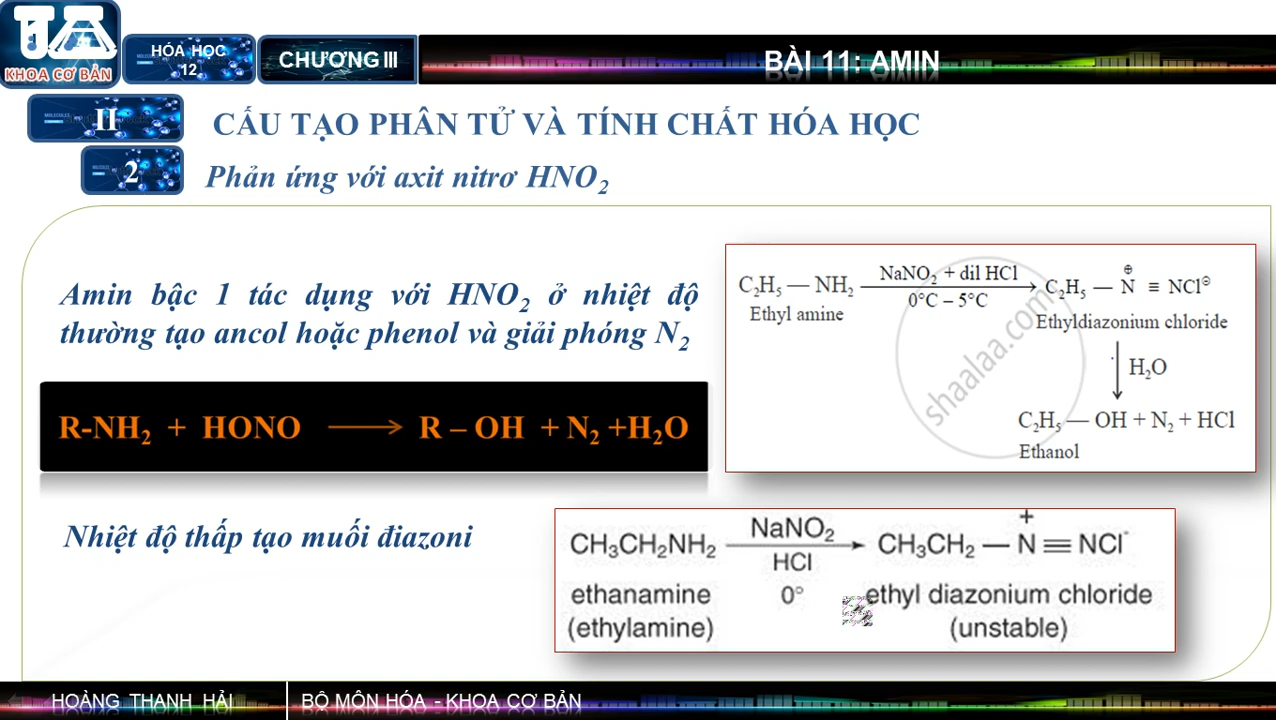 KHOA CƠ BẢN
HÓA HỌC
12
CHƯƠNG III
BÀI 11: AMIN
II
CẤU TẠO PHÂN TỬ VÀ TÍNH CHẤT HÓA HỌC
2
Phản ứng với axit nitrơ HNO₂
Amin bậc 1 tác dụng với HNO₂ ở nhiệt độ
thường tạo ancol hoặc phenol và giải phóng N₂
R-NH₂ + HONO ⟶ R – OH + N₂ +H₂O
NaNO₂ + dil HCl
C₂H₅ — NH₂ ⟶ C₂H₅ — N⊕ ≡ NCl⊖
0°C – 5°C
Ethyl amine
Ethyldiazonium chloride
H₂O
C₂H₅ — OH + N₂ + HCl
Ethanol
shaalaa.com
Nhiệt độ thấp tạo muối điazoni
NaNO₂
CH₃CH₂NH₂ ⟶ CH₃CH₂ — N⁺ ≡ NCl⁻
HCl
ethanamine 0° ethyl diazonium chloride
(ethylamine) (unstable)
HOÀNG THANH HẢI
BỘ MÔN HÓA - KHOA CƠ BẢN